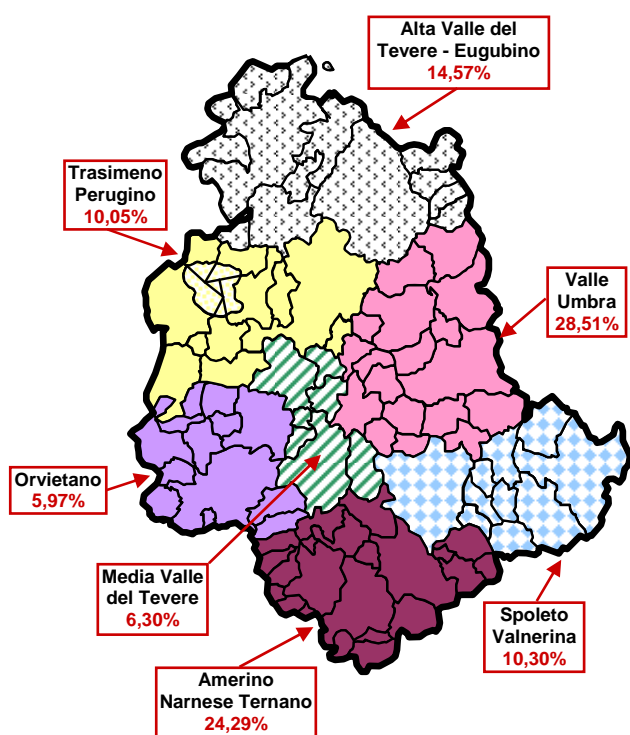 Alta Valle del
Tevere - Eugubino
14,57%
Trasimeno
Perugino
10,05%
Valle
Umbra
28,51%
Orvietano
5,97%
Media Valle
del Tevere
6,30%
Spoleto
Valnerina
10,30%
Amerino
Narnese Ternano
24,29%